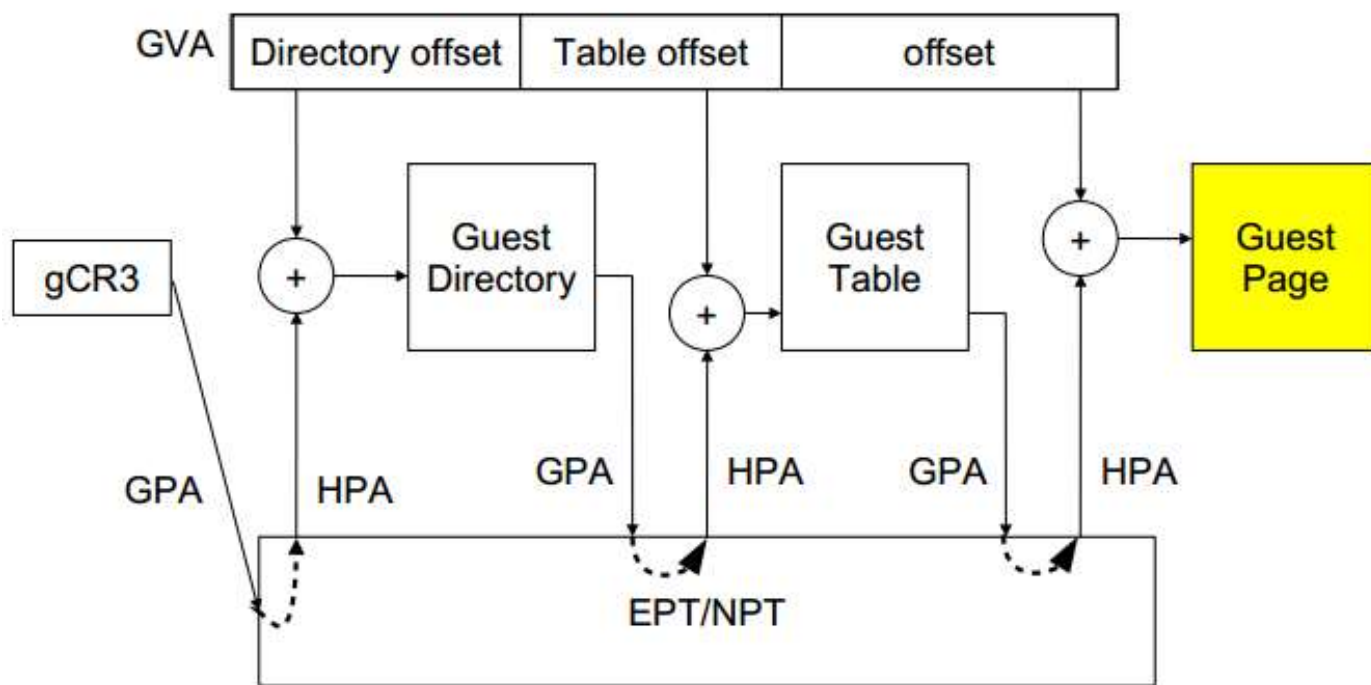 GVA
Directory offset
Table offset
offset
gCR3
+
Guest
Directory
+
Guest
Table
+
Guest
Page
GPA
HPA
GPA
HPA
GPA
HPA
EPT/NPT